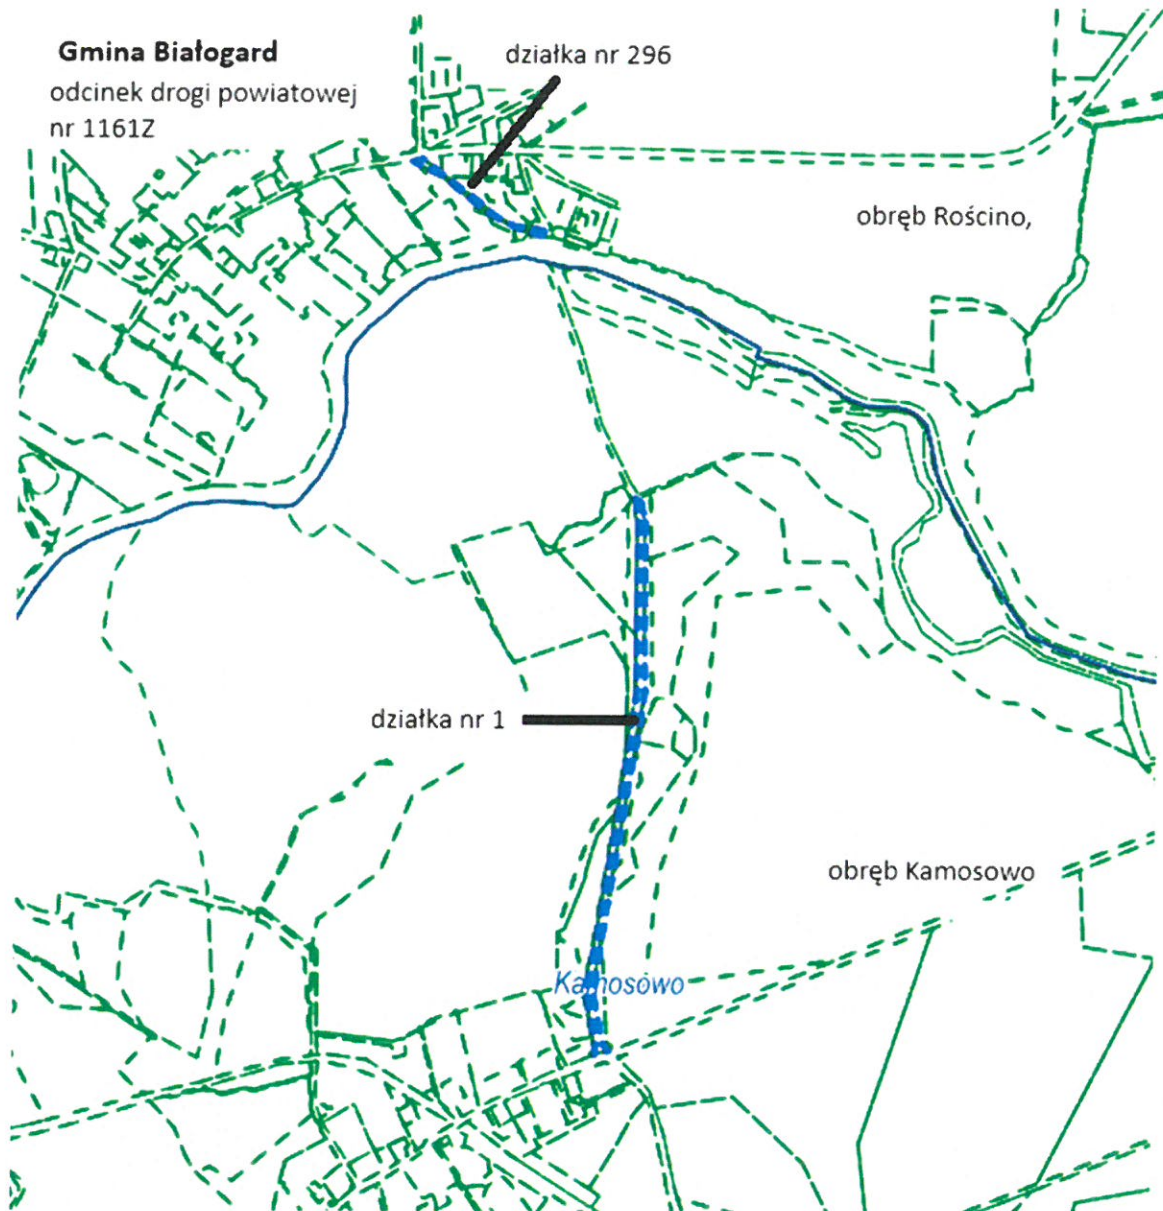 Gmina Białogard
odcinek drogi powiatowej
nr 1161Z
działka nr 296
obręb Rościno,
działka nr 1
obręb Kamosowo
Kamosowo